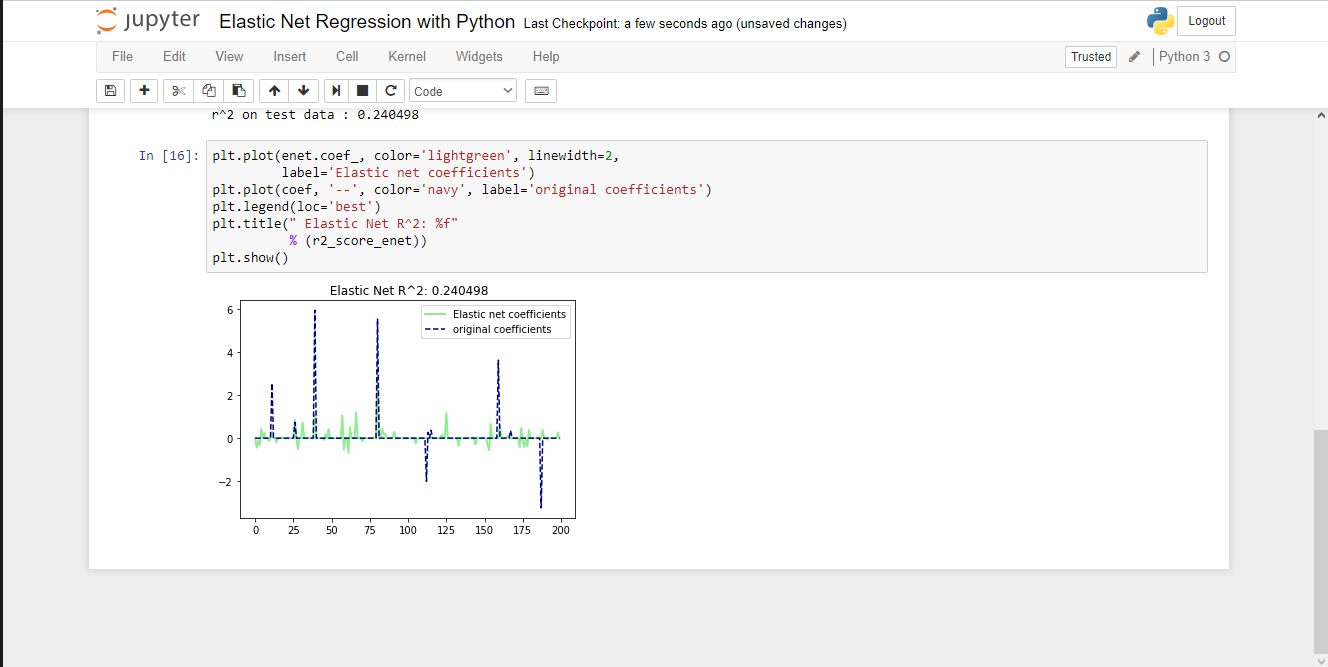 jupyter Elastic Net Regression with Python Last Checkpoint: a few seconds ago (unsaved changes) Logout
File Edit View Insert Cell Kernel Widgets Help Trusted Python 3
Code
r^2 on test data : 0.240498
In [16]: plt.plot(enet.coef_, color='lightgreen', linewidth=2,
label='Elastic net coefficients')
plt.plot(coef, '--', color='navy', label='original coefficients')
plt.legend(loc='best')
plt.title(" Elastic Net R^2: %f"
% (r2_score_enet))
plt.show()
Elastic Net R^2: 0.240498
Elastic net coefficients
original coefficients
6
4
2
0
−2
0 25 50 75 100 125 150 175 200